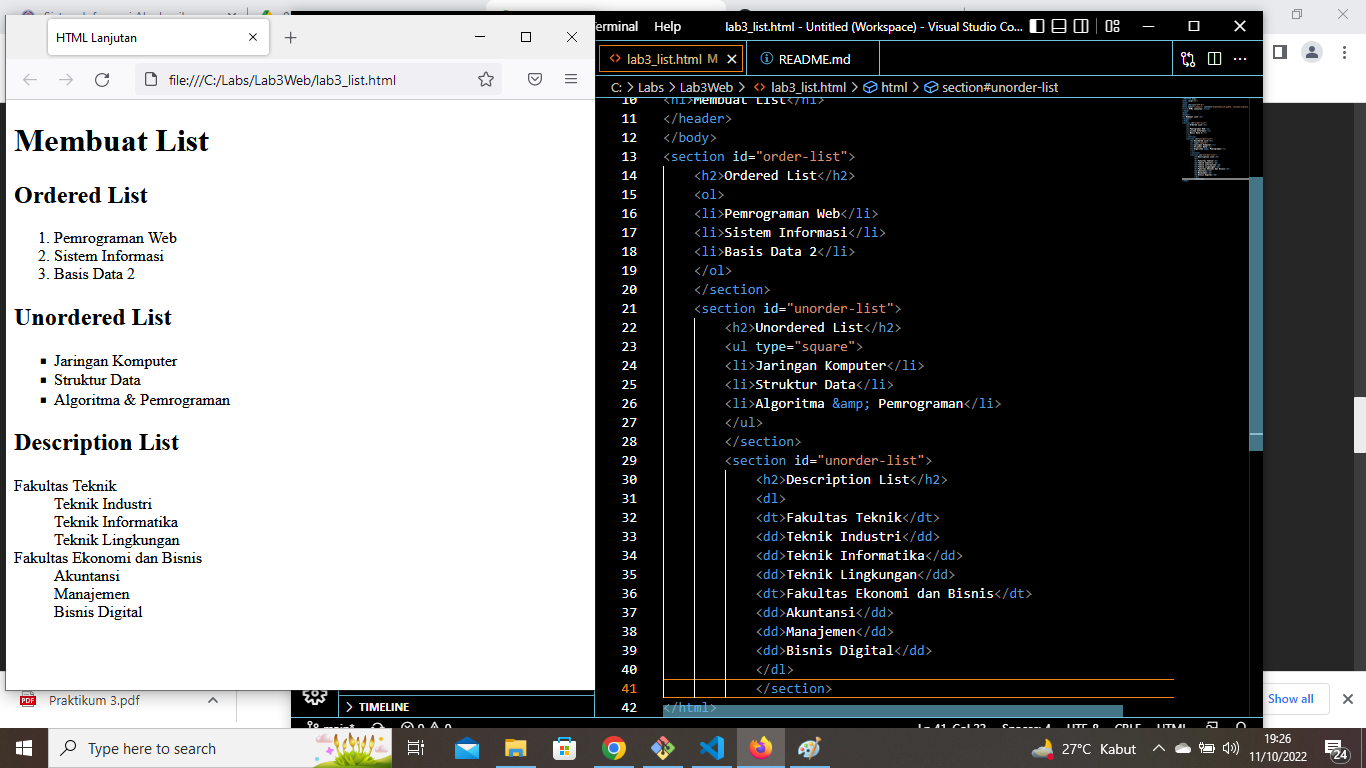 HTML Lanjutan
file:///C:/Labs/Lab3Web/lab3_list.html
Membuat List
Ordered List
1. Pemrograman Web
2. Sistem Informasi
3. Basis Data 2
Unordered List
▪ Jaringan Komputer
▪ Struktur Data
▪ Algoritma & Pemrograman
Description List
Fakultas Teknik
Teknik Industri
Teknik Informatika
Teknik Lingkungan
Fakultas Ekonomi dan Bisnis
Akuntansi
Manajemen
Bisnis Digital
Terminal Help lab3_list.html - Untitled (Workspace) - Visual Studio Co...
<> lab3_list.html M README.md
C: > Labs > Lab3Web > <> lab3_list.html > html > section#unorder-list
10 <h1>Membuat List</h1>
11 </header>
12 </body>
13 <section id="order-list">
14 <h2>Ordered List</h2>
15 <ol>
16 <li>Pemrograman Web</li>
17 <li>Sistem Informasi</li>
18 <li>Basis Data 2</li>
19 </ol>
20 </section>
21 <section id="unorder-list">
22 <h2>Unordered List</h2>
23 <ul type="square">
24 <li>Jaringan Komputer</li>
25 <li>Struktur Data</li>
26 <li>Algoritma &amp; Pemrograman</li>
27 </ul>
28 </section>
29 <section id="unorder-list">
30 <h2>Description List</h2>
31 <dl>
32 <dt>Fakultas Teknik</dt>
33 <dd>Teknik Industri</dd>
34 <dd>Teknik Informatika</dd>
35 <dd>Teknik Lingkungan</dd>
36 <dt>Fakultas Ekonomi dan Bisnis</dt>
37 <dd>Akuntansi</dd>
38 <dd>Manajemen</dd>
39 <dd>Bisnis Digital</dd>
40 </dl>
41 </section>
42 </html>
TIMELINE
PDF Praktikum 3.pdf
Show all
Type here to search
27°C Kabut
19:26
11/10/2022
24